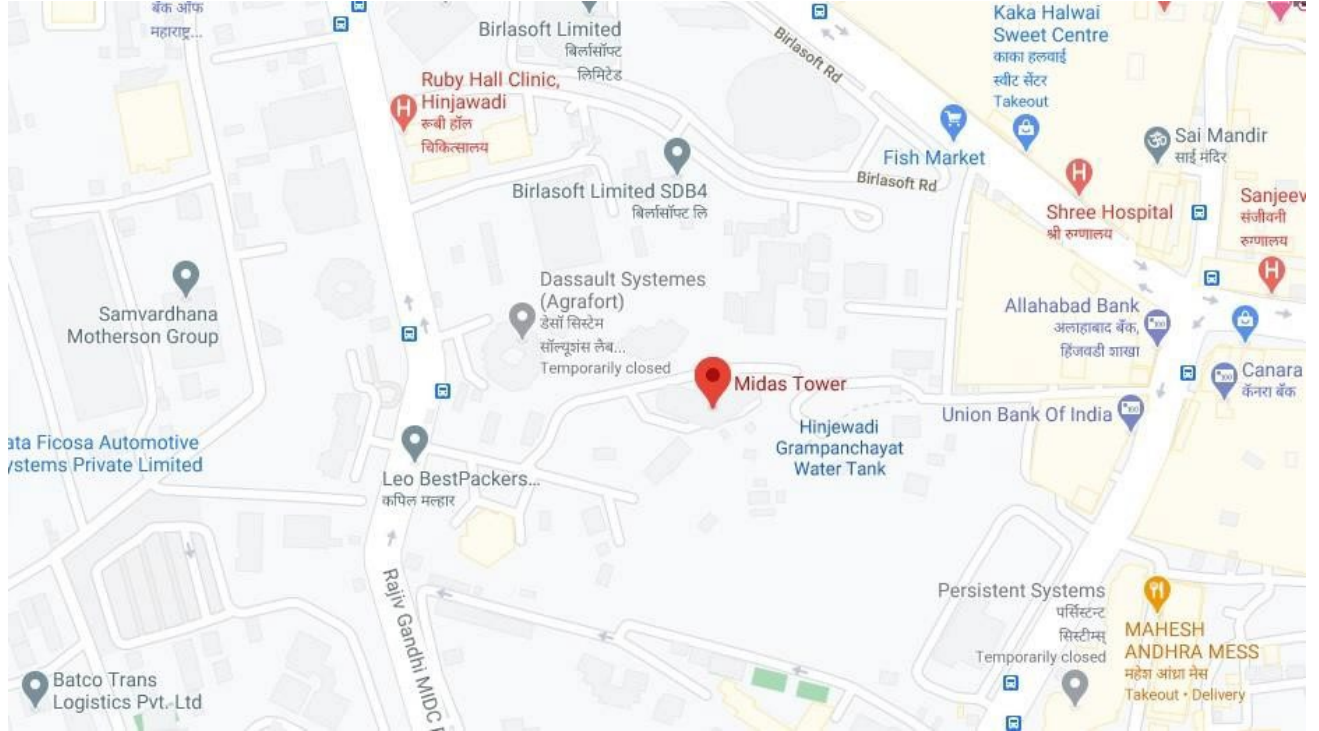 बँक ऑफ
महाराष्ट्र...
Birlasoft Limited
बिर्लासॉफ्ट
लिमिटेड
Birlasoft Rd
Kaka Halwai
Sweet Centre
काका हलवाई
स्वीट सेंटर
Takeout
Ruby Hall Clinic,
Hinjawadi
रूबी हॉल
चिकित्सालय
Fish Market
Sai Mandir
साई मंदिर
Birlasoft Limited SDB4
बिर्लासॉफ्ट लि
Birlasoft Rd
Shree Hospital
श्री रुग्णालय
Sanjeev
संजीवनी
रुग्णालय
Samvardhana
Motherson Group
Dassault Systemes
(Agrafort)
डेसॉ सिस्टेम
सॉल्यूशंस लैब...
Temporarily closed
Allahabad Bank
अलाहाबाद बँक,
हिंजवडी शाखा
Midas Tower
Canara
कॅनरा बँक
Union Bank Of India
Hinjewadi
Grampanchayat
Water Tank
ata Ficosa Automotive
ystems Private Limited
Leo BestPackers...
कपिल मल्हार
Rajiv Gandhi MIDC
Persistent Systems
पर्सिस्टन्ट
सिस्टीम्स्
Temporarily closed
MAHESH
ANDHRA MESS
महेश आंध्रा मेस
Takeout • Delivery
Batco Trans
Logistics Pvt. Ltd